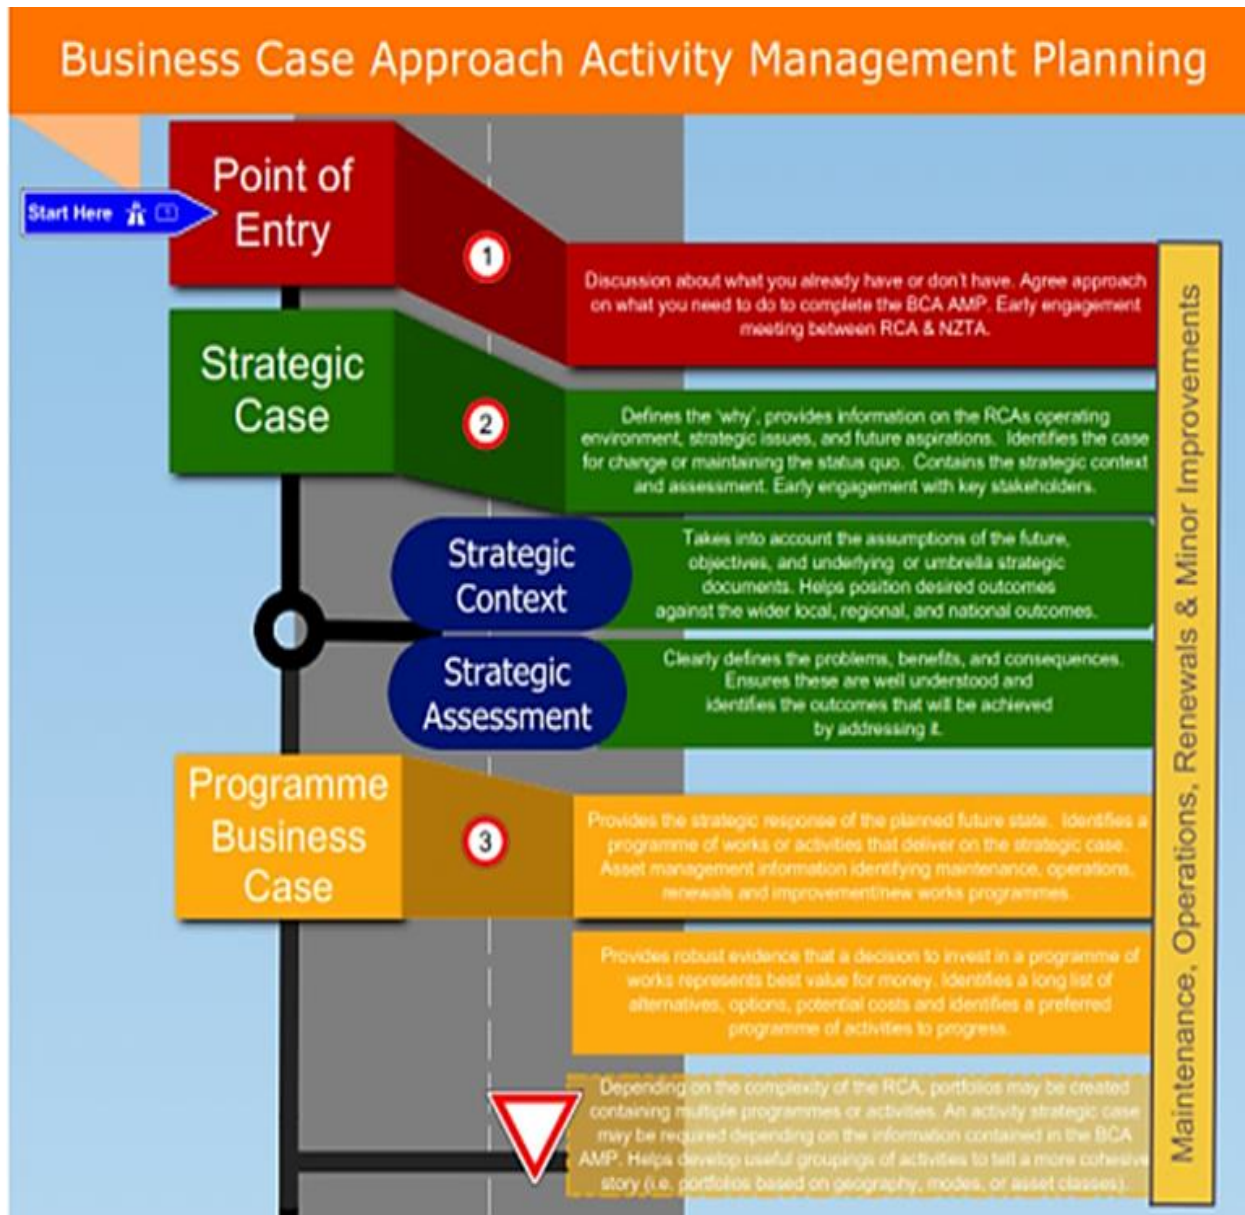 Business Case Approach Activity Management Planning
Start Here
1
Point of
Entry
1
Discussion about what you already have or don't have. Agree approach
on what you need to do to complete the BCA AMP. Early engagement
meeting between RCA & NZTA.
Strategic
Case
2
Defines the 'why', provides information on the RCAs operating
environment, strategic issues, and future aspirations. Identifies the case
for change or maintaining the status quo. Contains the strategic context
and assessment. Early engagement with key stakeholders.
Strategic
Context
Takes into account the assumptions of the future,
objectives, and underlying or umbrella strategic
documents. Helps position desired outcomes
against the wider local, regional, and national outcomes.
Strategic
Assessment
Clearly defines the problems, benefits, and consequences.
Ensures these are well understood and
identifies the outcomes that will be achieved
by addressing it.
Programme
Business
Case
3
Provides the strategic response of the planned future state. Identifies a
programme of works or activities that deliver on the strategic case.
Asset management information identifying maintenance, operations,
renewals and improvement/new works programmes.
Provides robust evidence that a decision to invest in a programme of
works represents best value for money. Identifies a long list of
alternatives, options, potential costs and identifies a preferred
programme of activities to progress.
Depending on the complexity of the RCA, portfolios may be created
containing multiple programmes or activities. An activity strategic case
may be required depending on the information contained in the BCA
AMP. Helps develop useful groupings of activities to tell a more cohesive
story (i.e. portfolios based on geography, modes, or asset classes).
Maintenance, Operations, Renewals & Minor Improvements